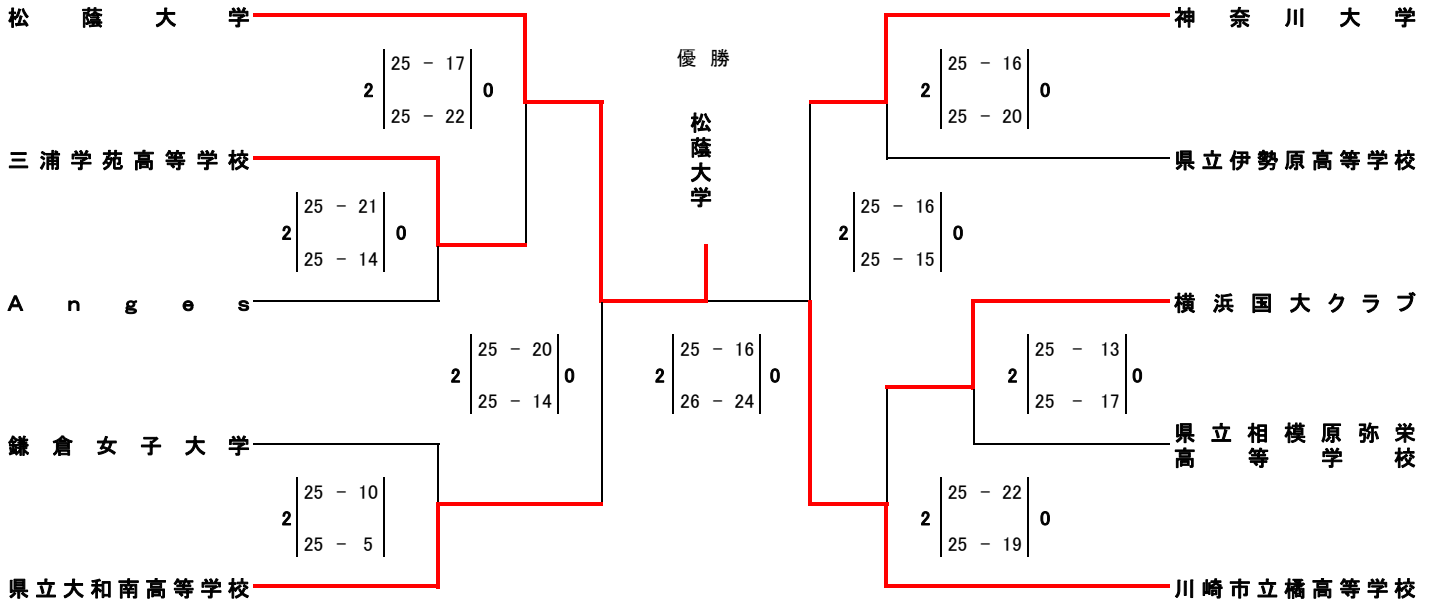 松蔭大学
神奈川大学
優勝
25 - 17
2 0
25 - 22
25 - 16
2 0
25 - 20
松蔭大学
三浦学苑高等学校
県立伊勢原高等学校
25 - 21
2 0
25 - 14
25 - 16
2 0
25 - 15
Anges
横浜国大クラブ
25 - 20
2 0
25 - 14
25 - 16
2 0
26 - 24
25 - 13
2 0
25 - 17
鎌倉女子大学
県立相模原弥栄
高等学校
25 - 10
2
25 - 5
25 - 22
2 0
25 - 19
県立大和南高等学校
川崎市立橘高等学校